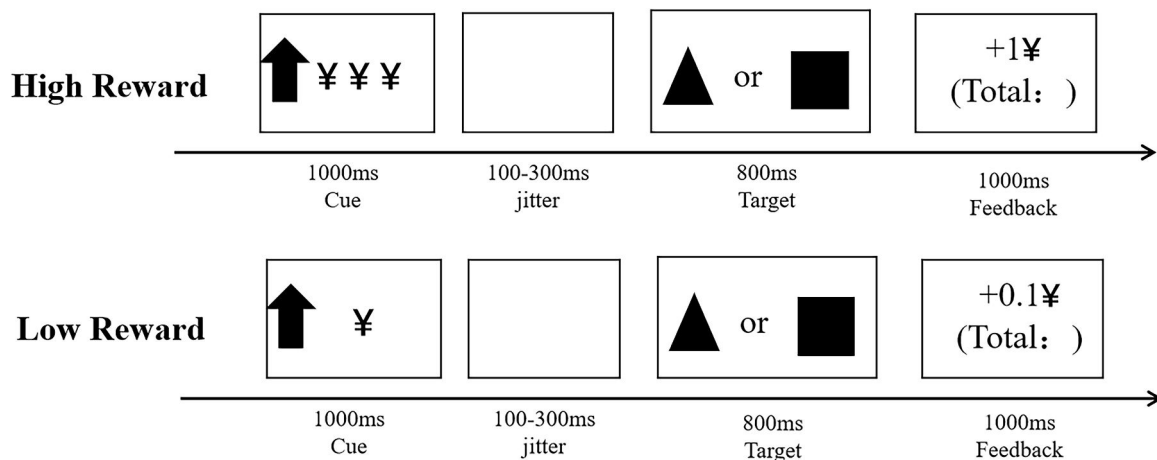 High Reward
¥ ¥ ¥
or
+1¥
(Total： )
1000ms
Cue
100-300ms
jitter
800ms
Target
1000ms
Feedback
Low Reward
¥
or
+0.1¥
(Total： )
1000ms
Cue
100-300ms
jitter
800ms
Target
1000ms
Feedback